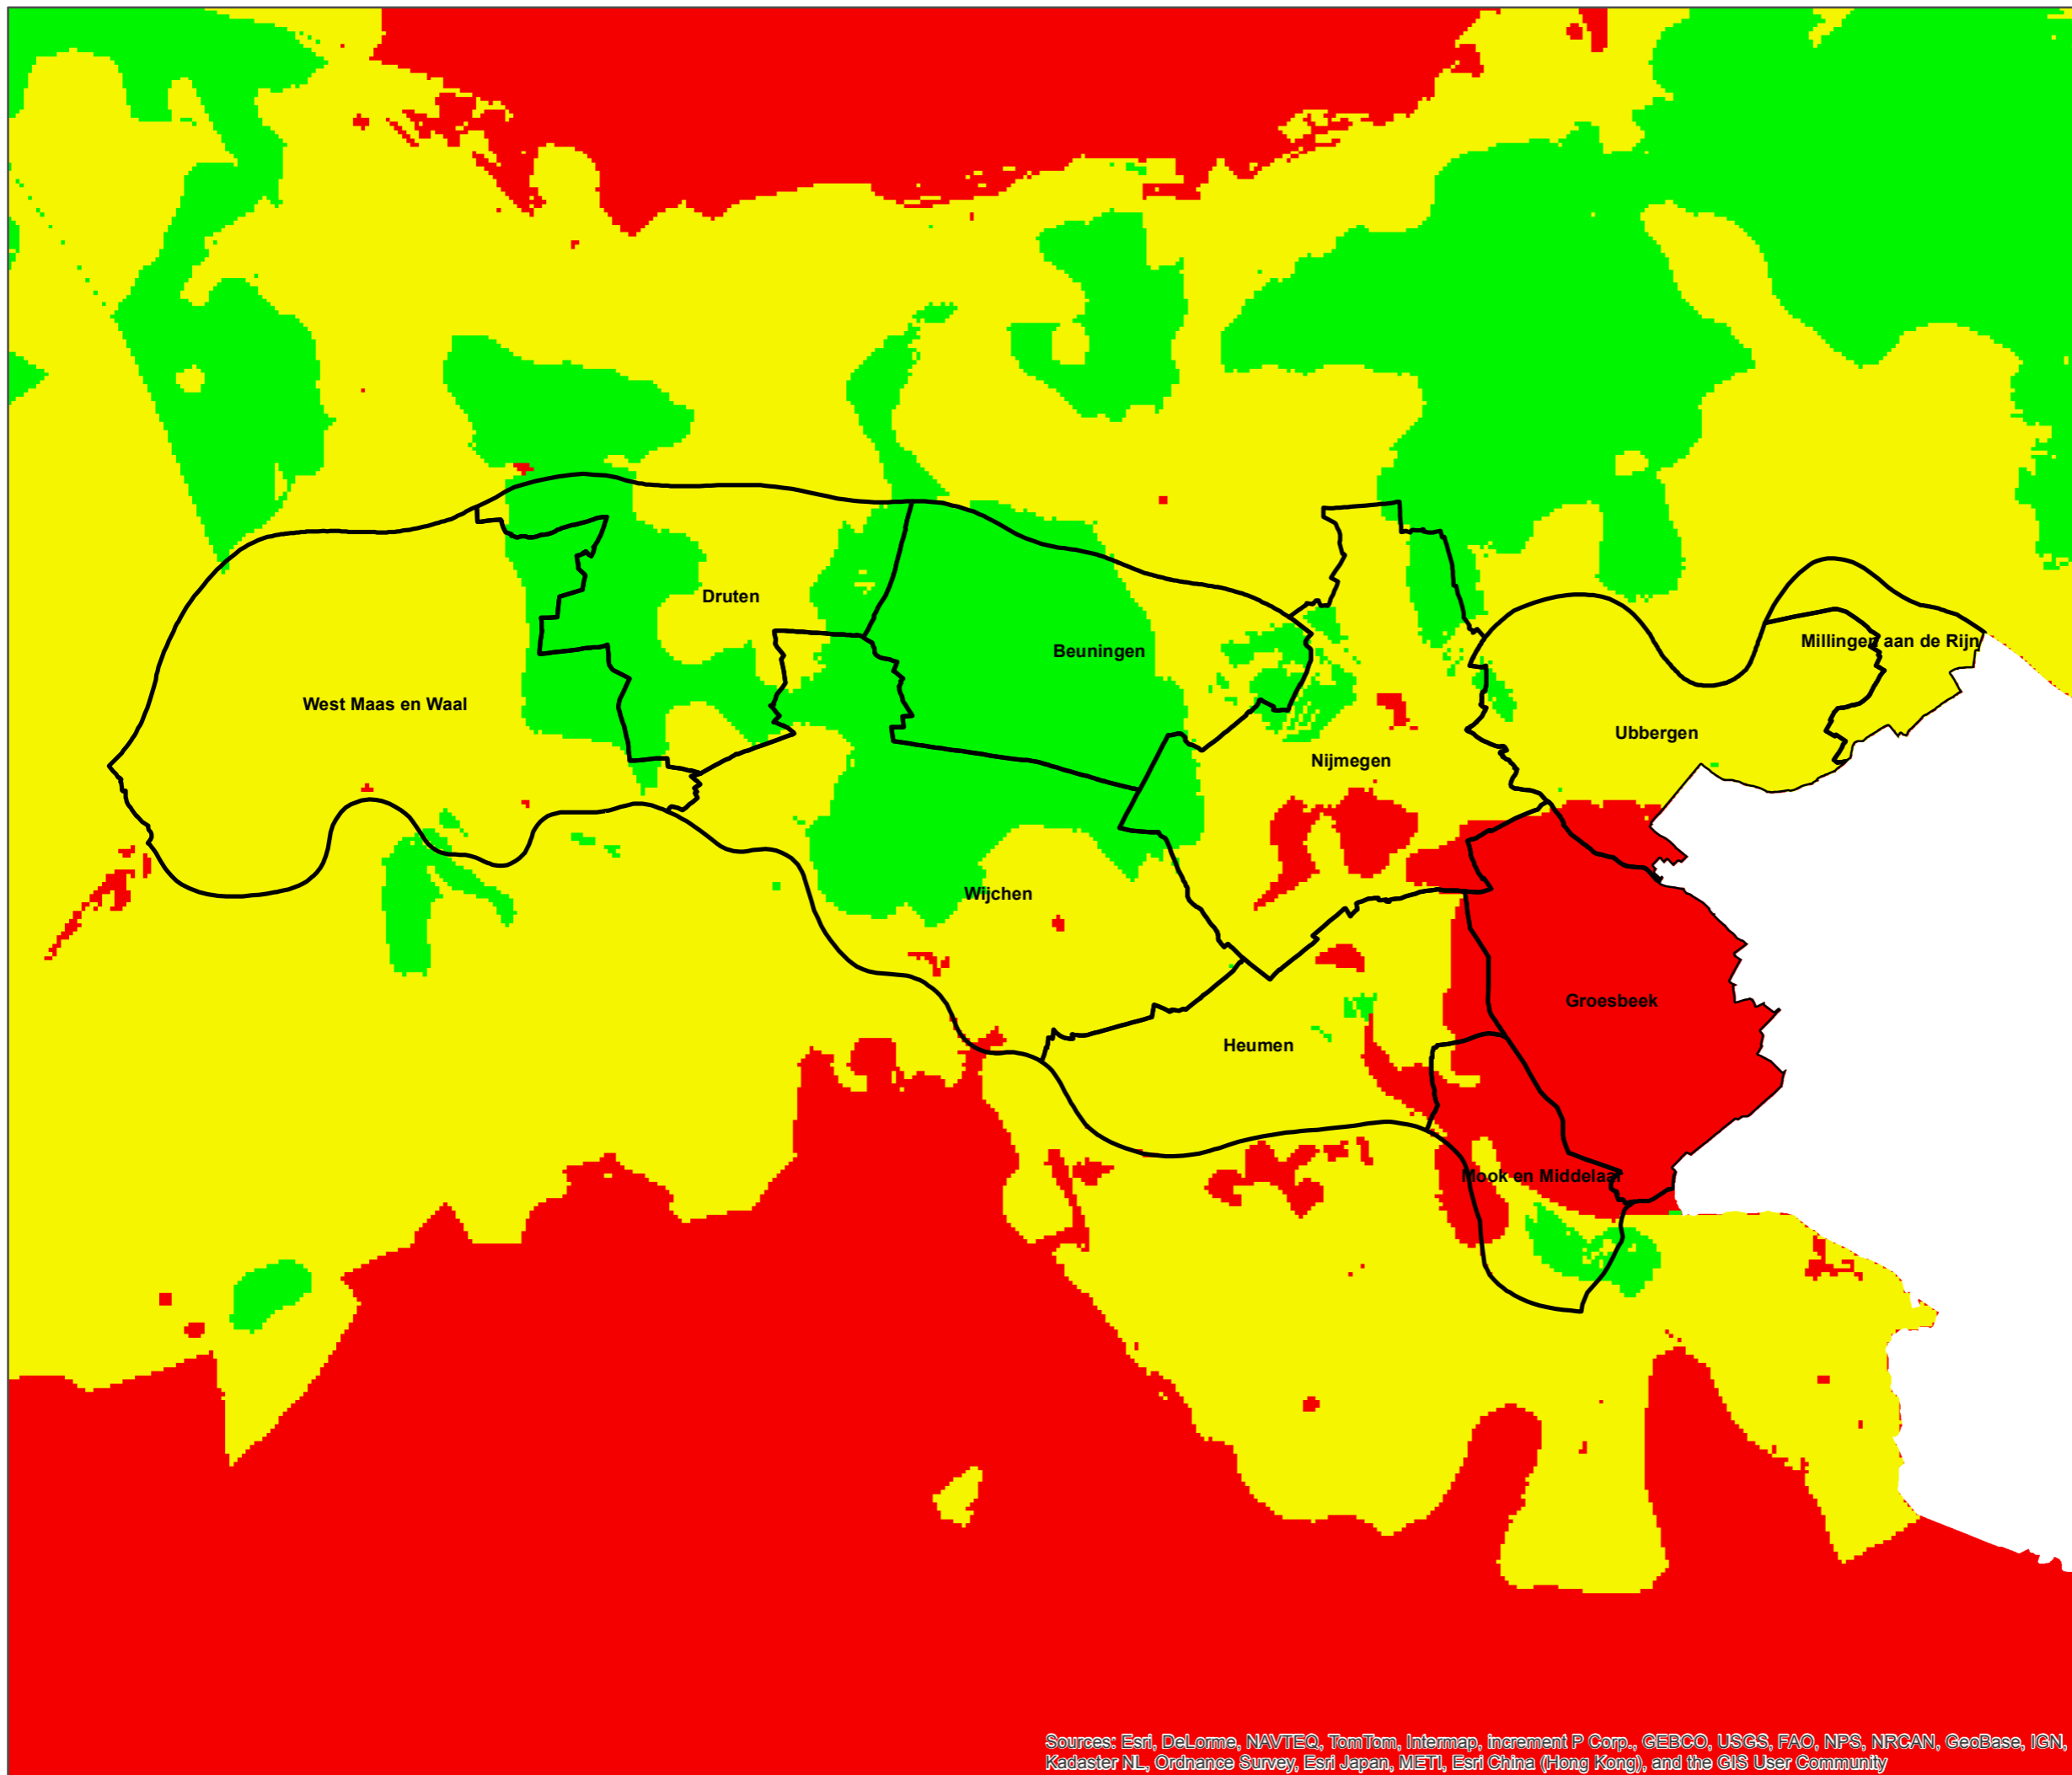 Druten
Millingen aan de Rijn
Beuningen
West Maas en Waal
Ubbergen
Nijmegen
Wijchen
Groesbeek
Heumen
Mook en Middelaar
Sources: Esri, DeLorme, NAVTEQ, TomTom, Intermap, increment P Corp., GEBCO, USGS, FAO, NPS, NRCAN, GeoBase, IGN,
Kadaster NL, Ordnance Survey, Esri Japan, METI, Esri China (Hong Kong), and the GIS User Community